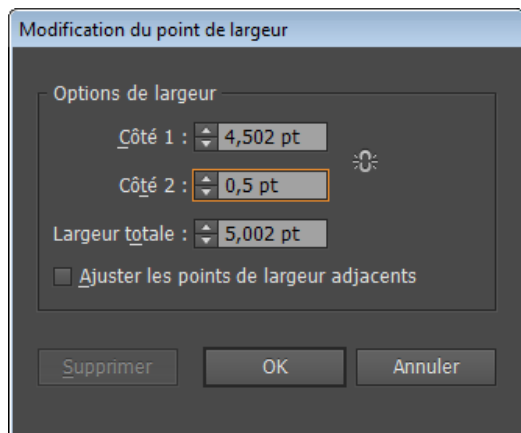 Modification du point de largeur
Options de largeur
Côté 1 : 4,502 pt
Côté 2 : 0,5 pt
Largeur totale : 5,002 pt
Ajuster les points de largeur adjacents
Supprimer OK Annuler